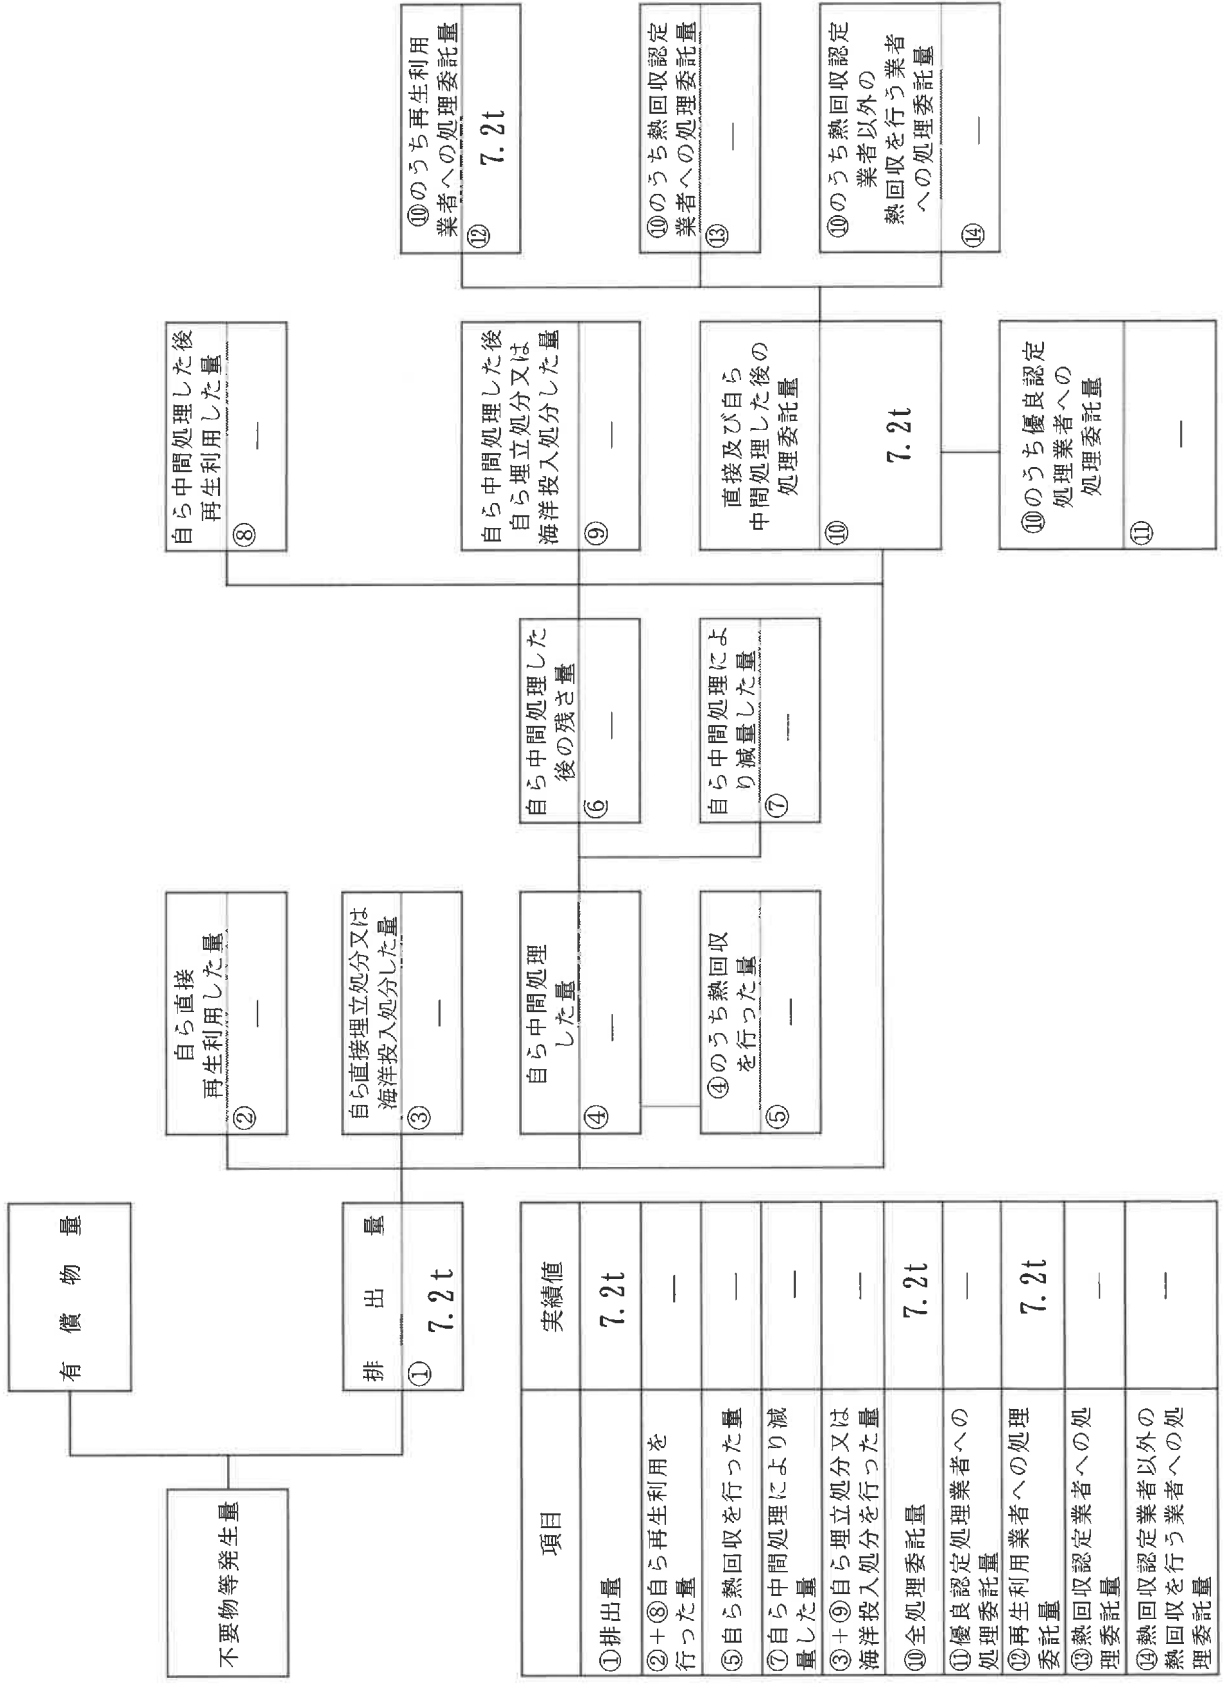 不要物等発生量
有償物量
排出量
①
7.2t
自ら直接
再生利用した量
②
—
自ら直接埋立処分又は
海洋投入処分した量
③
—
自ら中間処理
した量
④
—
④のうち熱回収
を行った量
⑤
—
自ら中間処理した
後の残さ量
⑥
—
自ら中間処理によ
り減量した量
⑦
—
自ら中間処理した後
再生利用した量
⑧
—
自ら中間処理した後
自ら埋立処分又は
海洋投入処分した量
⑨
—
直接及び自ら
中間処理した後の
処理委託量
⑩
7.2t
⑩のうち優良認定
処理業者への
処理委託量
⑪
—
⑩のうち再生利用
業者への処理委託量
⑫
7.2t
⑩のうち熱回収認定
業者への処理委託量
⑬
—
⑩のうち熱回収認定
業者以外の
熱回収を行う業者
への処理委託量
⑭
—
項目 実績値
①排出量 7.2t
②+⑧自ら再生利用を
行った量 —
⑤自ら熱回収を行った量 —
⑦自ら中間処理により減
量した量 —
③+⑨自ら埋立処分又は
海洋投入処分を行った量 —
⑩全処理委託量 7.2t
⑪優良認定処理業者への
処理委託量 —
⑫再生利用業者への処理
委託量 7.2t
⑬熱回収認定業者への処
理委託量 —
⑭熱回収認定業者以外の
熱回収を行う業者への処
理委託量 —